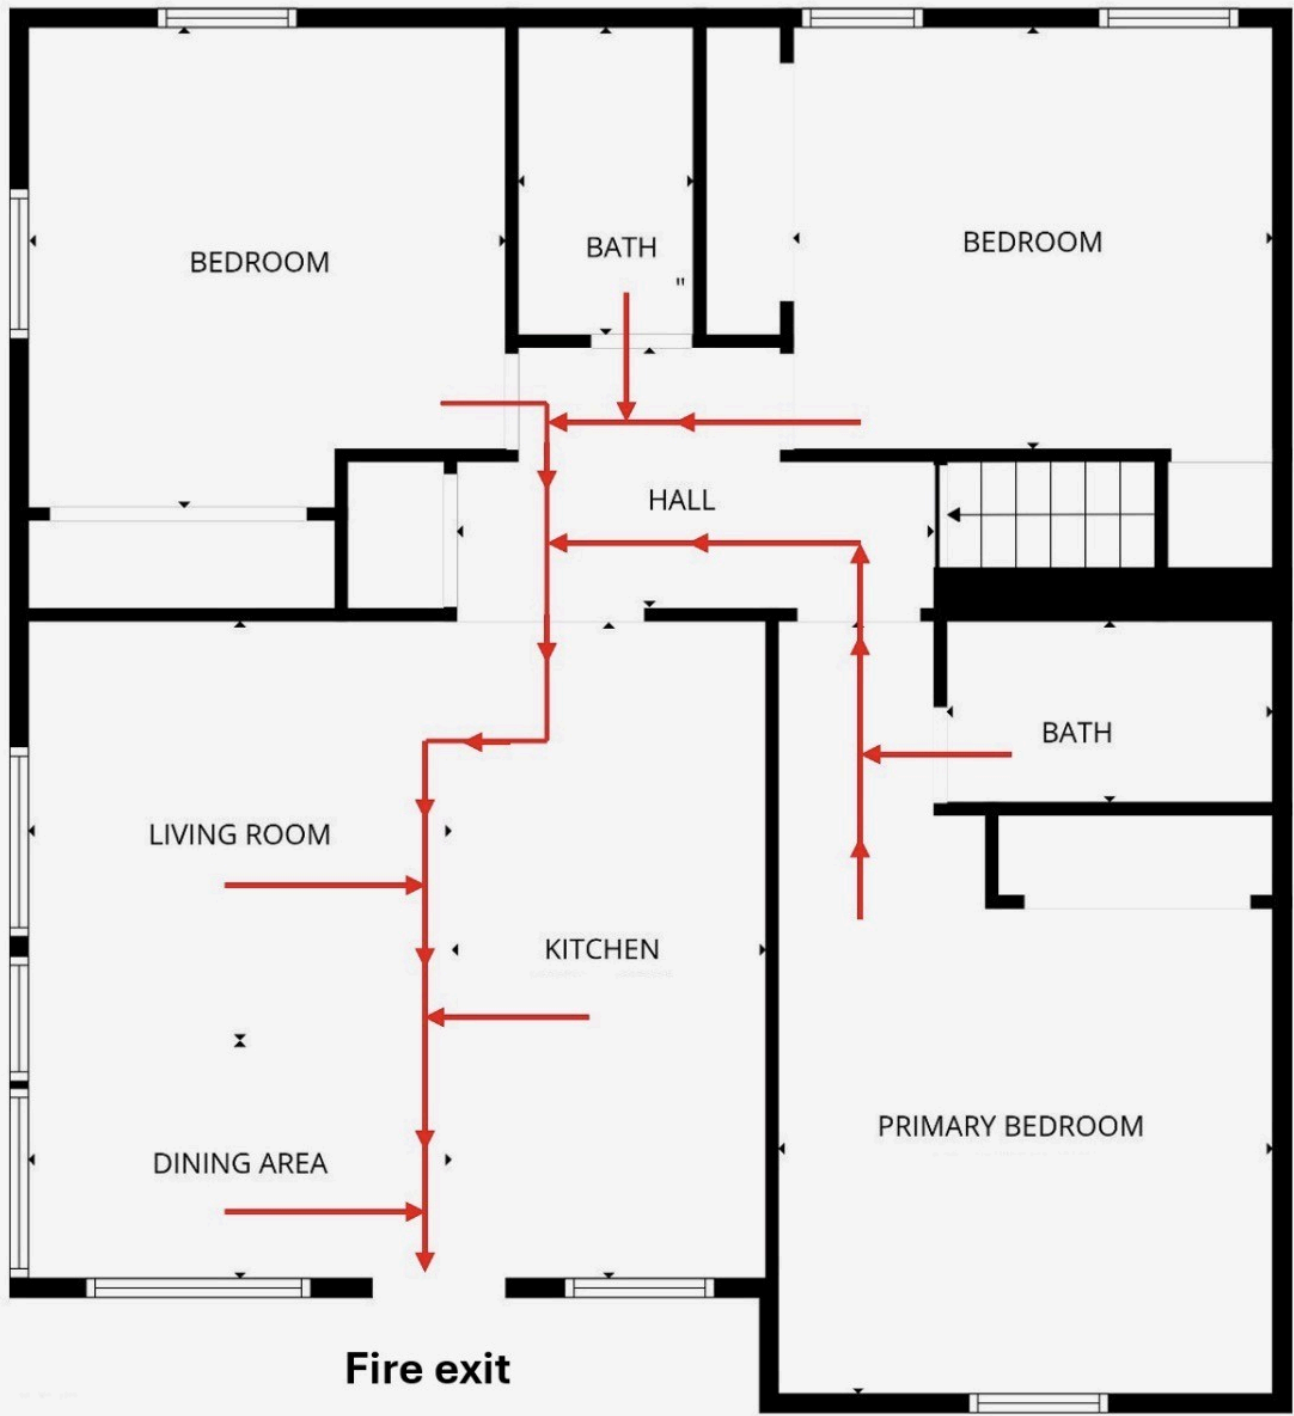 BEDROOM
BATH
"
BEDROOM
HALL
BATH
LIVING ROOM
KITCHEN
PRIMARY BEDROOM
DINING AREA
Fire exit